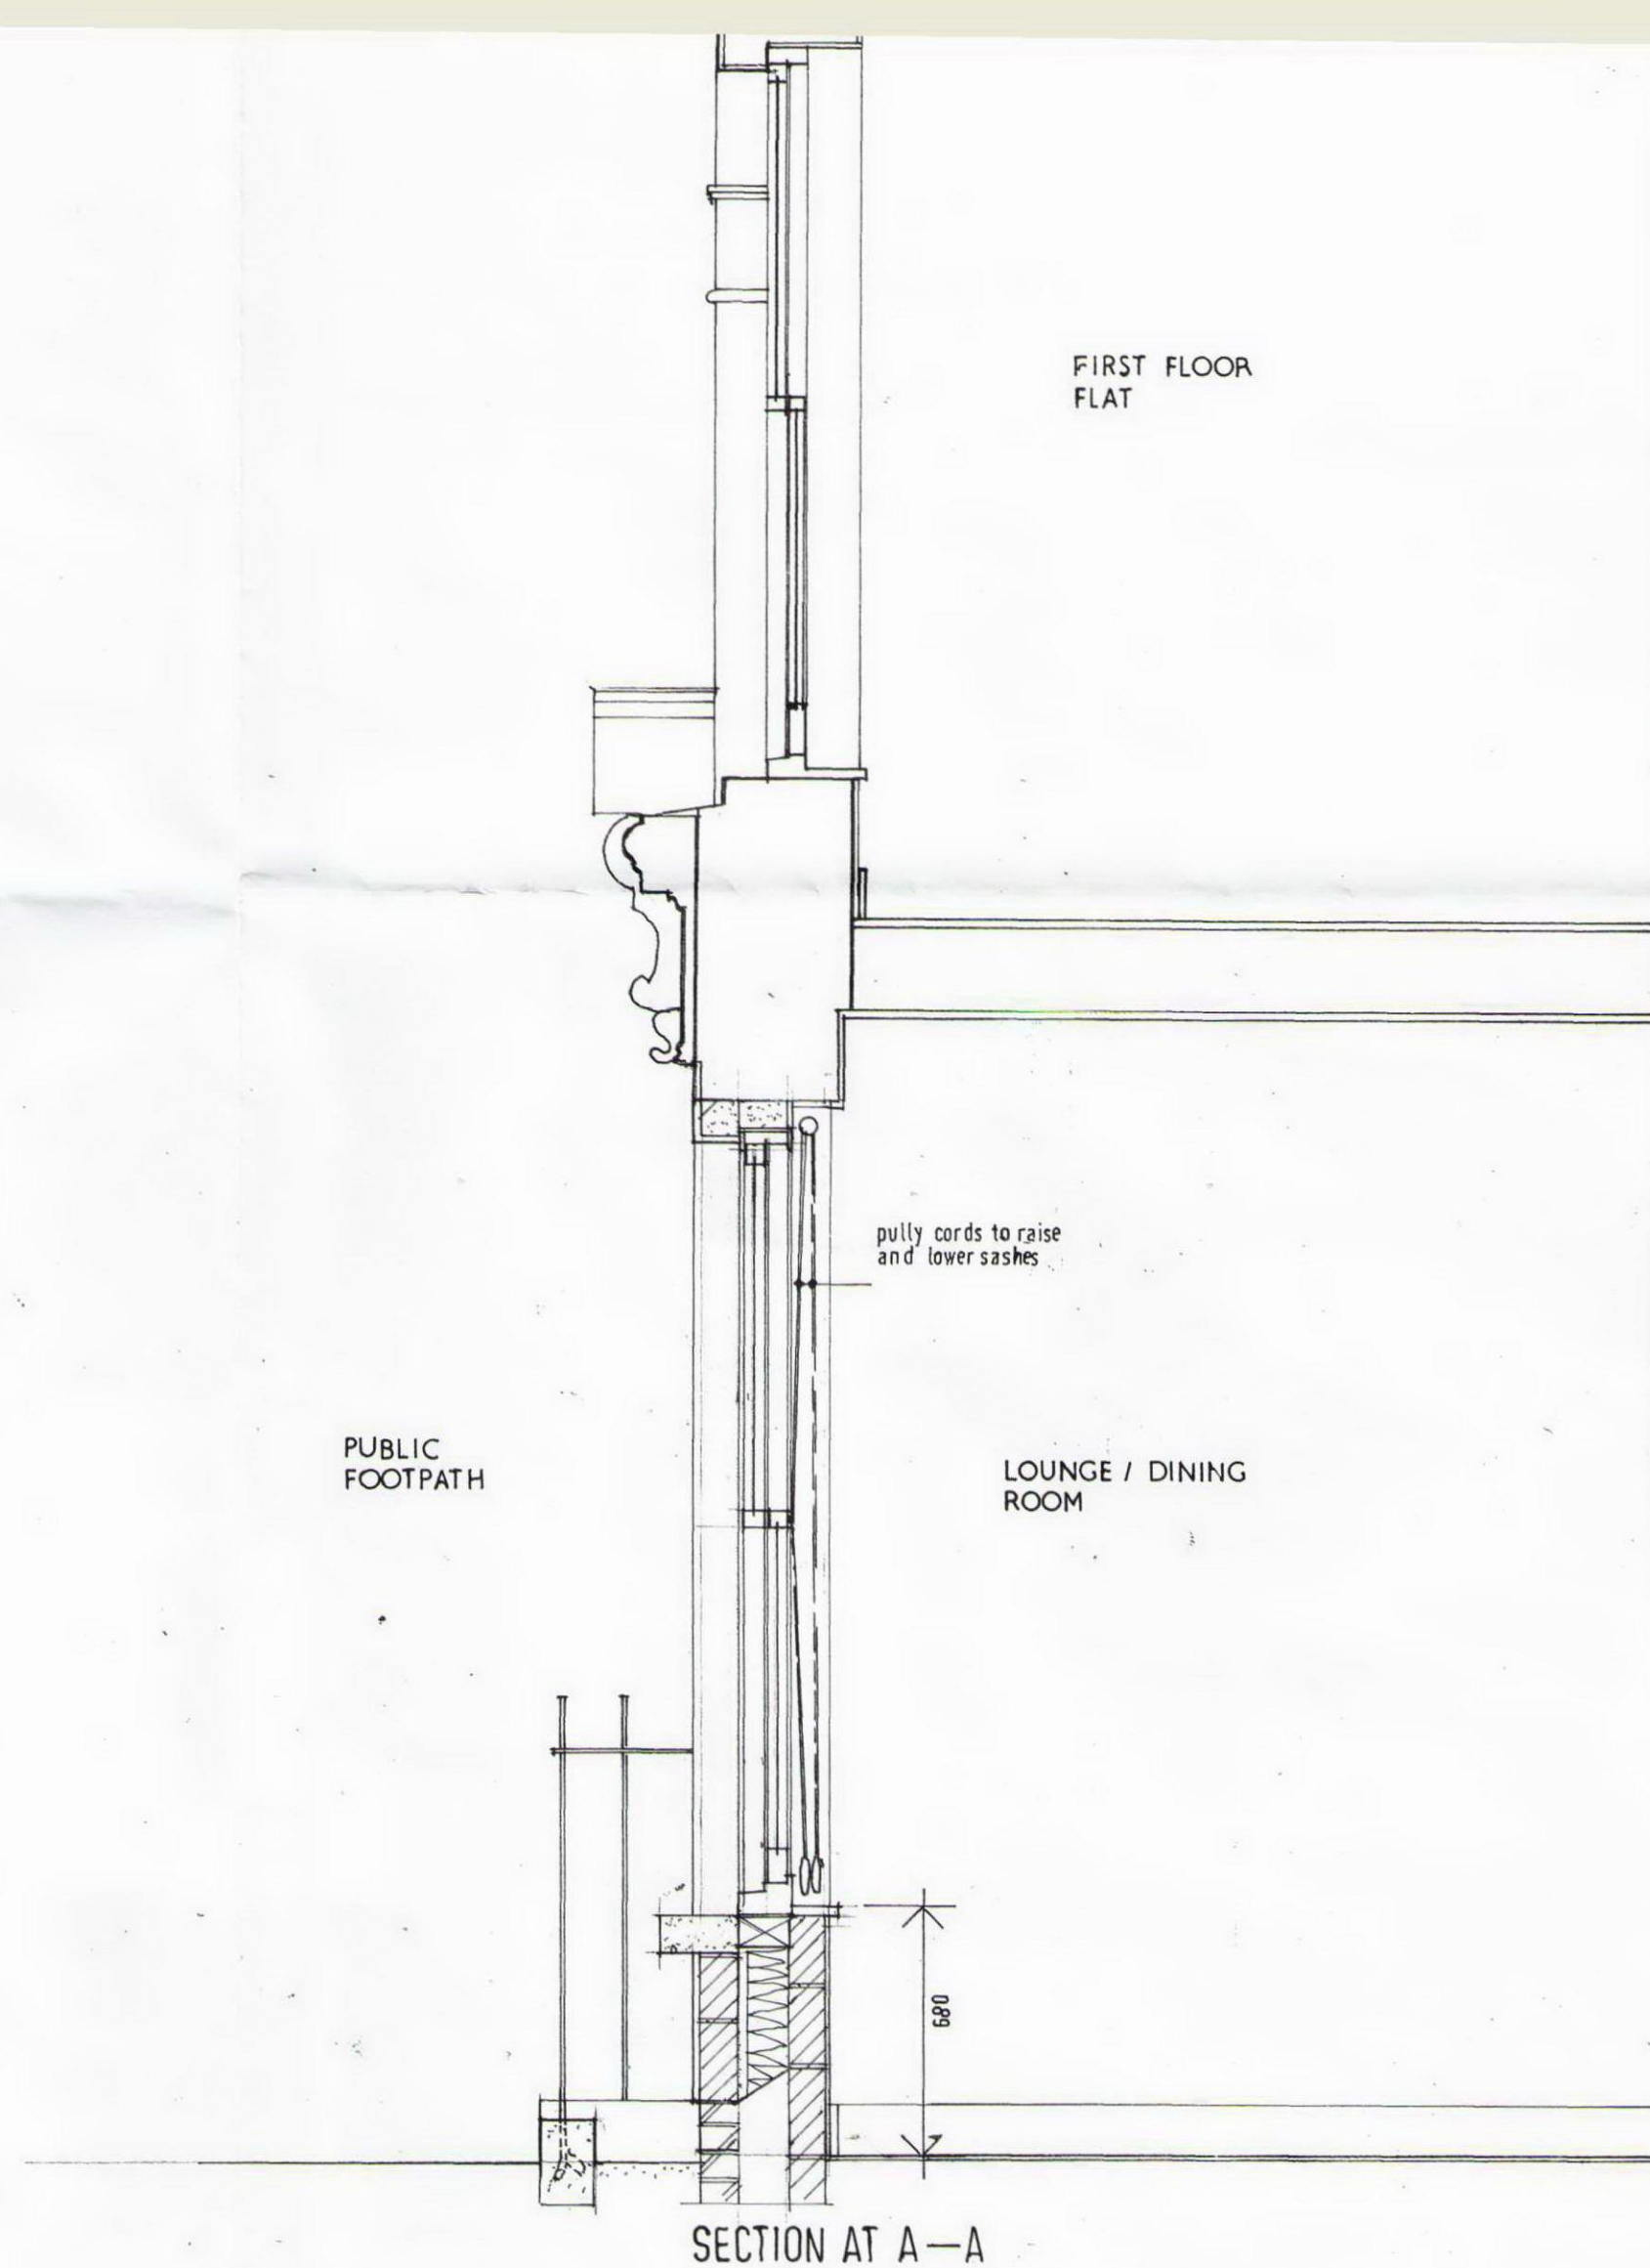 FIRST FLOOR
FLAT
pully cords to raise
and lower sashes
PUBLIC
FOOTPATH
LOUNGE / DINING
ROOM
680
SECTION AT A—A